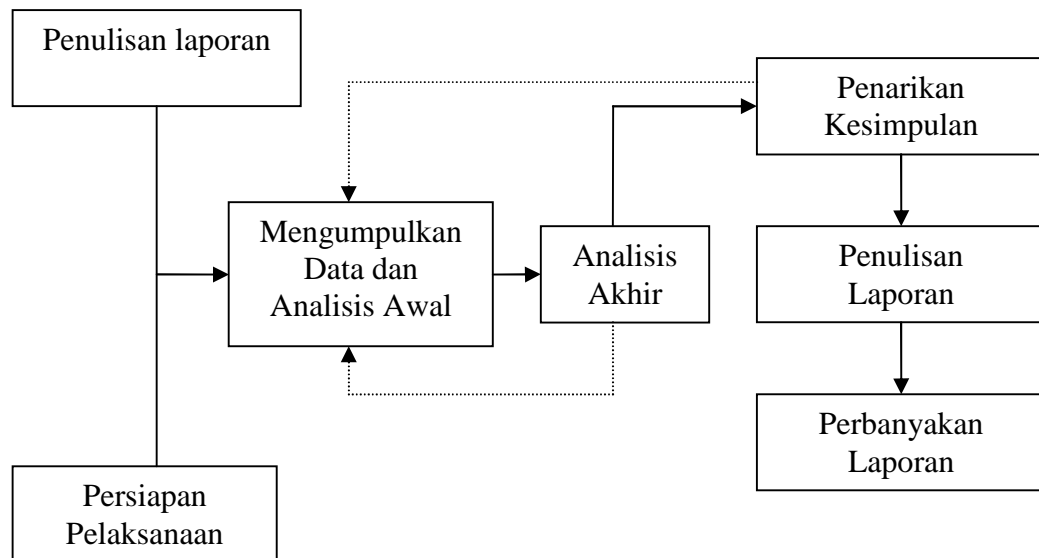 Penulisan laporan
Penarikan
Kesimpulan
Mengumpulkan
Data dan
Analisis Awal
Analisis
Akhir
Penulisan
Laporan
Perbanyakan
Laporan
Persiapan
Pelaksanaan